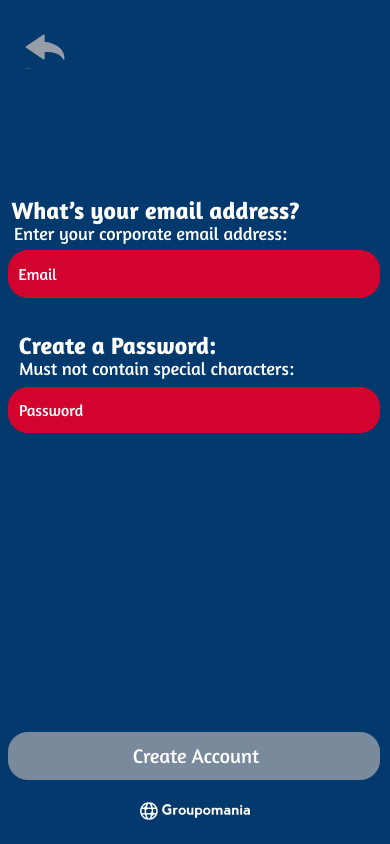 What’s your email address?
Enter your corporate email address:
Email
Create a Password:
Must not contain special characters:
Password
Create Account
Groupomania